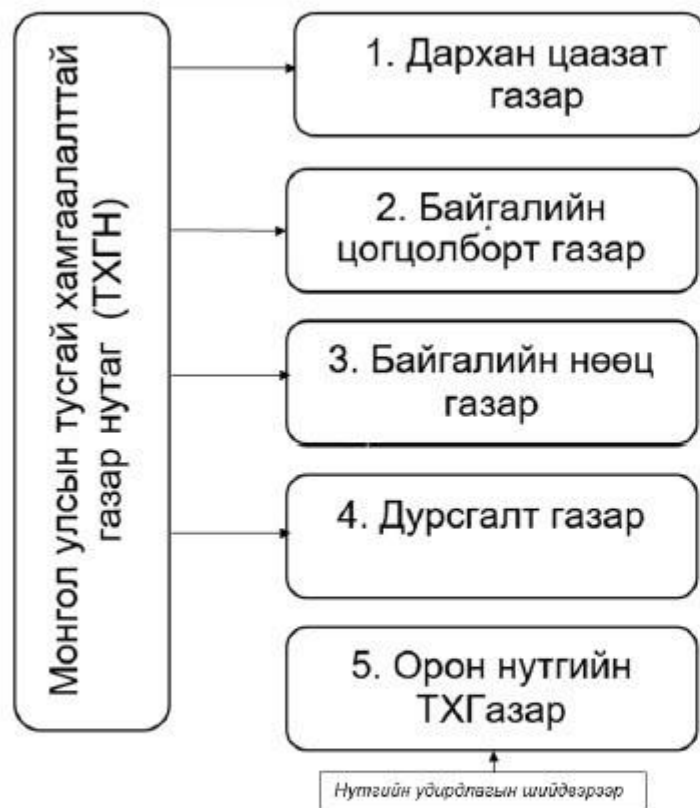 Монгол улсын тусгай хамгаалалттай
газар нутаг (ТХГН)
1. Дархан цаазат
газар
2. Байгалийн
цогцолборт газар
3. Байгалийн нөөц
газар
4. Дурсгалт газар
5. Орон нутгийн
ТХГазар
Нутгийн удирдлагын шийдвэрээр